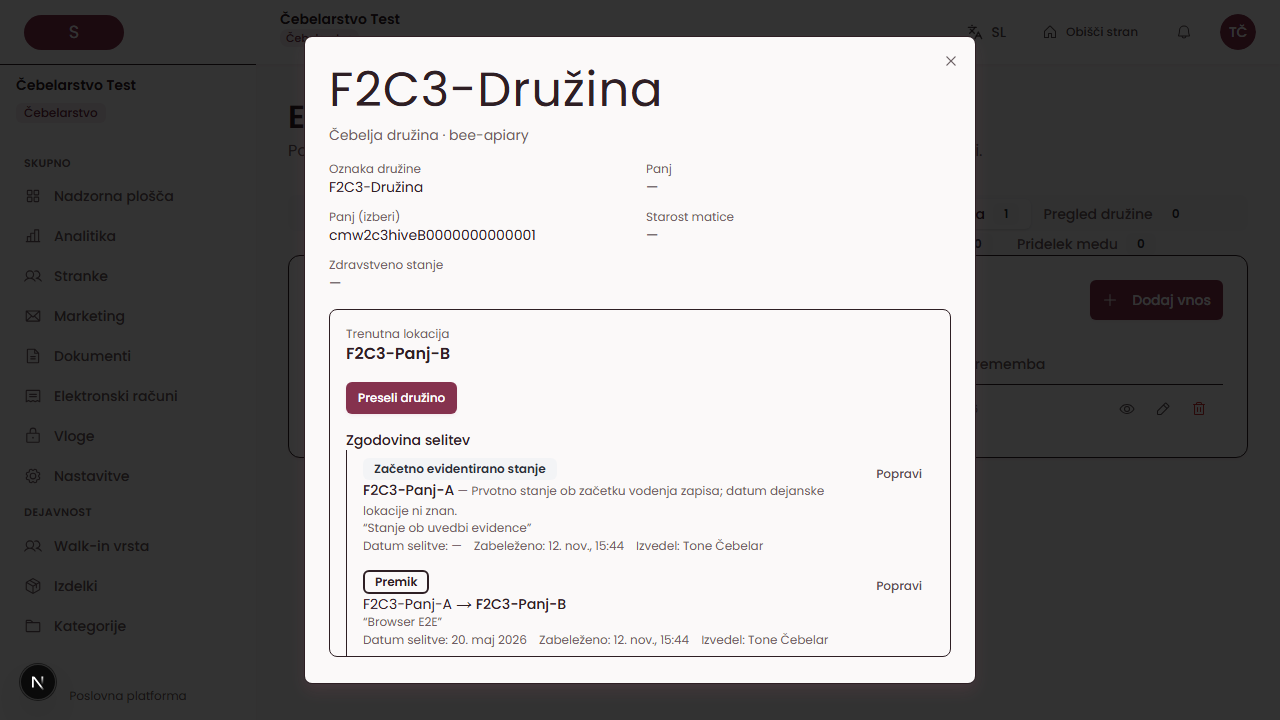 S
Čebelarstvo Test
SL
Obišči stran
TČ
Čebelarstvo Test
Čebelarstvo
SKUPNO
Nadzorna plošča
Analitika
Stranke
Marketing
Dokumenti
Elektronski računi
Vloge
Nastavitve
DEJAVNOST
Walk-in vrsta
Izdelki
Kategorije
N
Poslovna platforma
1
Pregled družine 0
Pridelek medu 0
+ Dodaj vnos
F2C3-Družina
Čebelja družina · bee-apiary
Oznaka družine
F2C3-Družina
Panj
—
Panj (izberi)
cmw2c3hiveB0000000000001
Starost matice
—
Zdravstveno stanje
—
Trenutna lokacija
F2C3-Panj-B
Preseli družino
Zgodovina selitev
Začetno evidentirano stanje
Popravi
F2C3-Panj-A — Prvotno stanje ob začetku vodenja zapisa; datum dejanske
lokacije ni znan.
“Stanje ob uvedbi evidence”
Datum selitve: — Zabeleženo: 12. nov., 15:44 Izvedel: Tone Čebelar
Premik
Popravi
F2C3-Panj-A → F2C3-Panj-B
“Browser E2E”
Datum selitve: 20. maj 2026 Zabeleženo: 12. nov., 15:44 Izvedel: Tone Čebelar